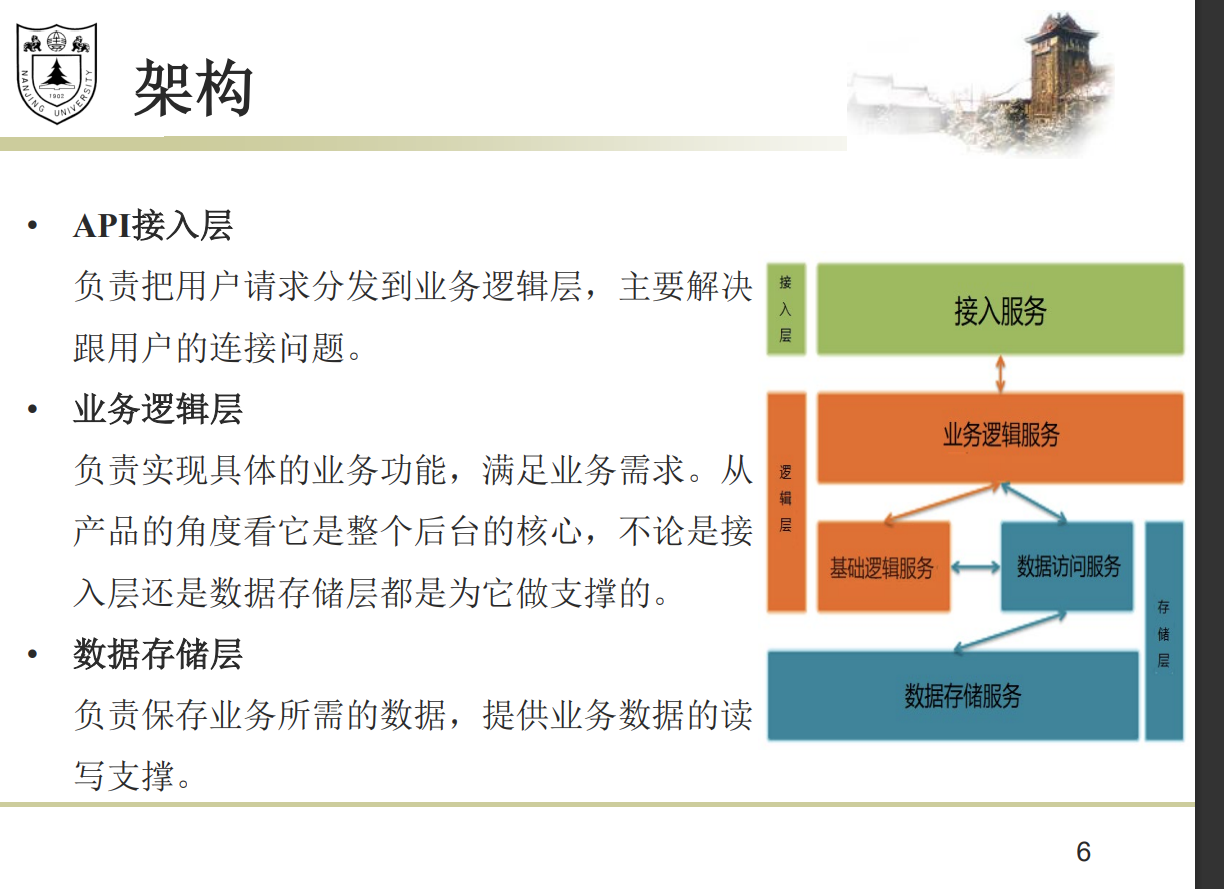 NANJING UNIVERSITY
1902
架构
• API接入层
负责把用户请求分发到业务逻辑层，主要解决
跟用户的连接问题。
• 业务逻辑层
负责实现具体的业务功能，满足业务需求。从
产品的角度看它是整个后台的核心，不论是接
入层还是数据存储层都是为它做支撑的。
• 数据存储层
负责保存业务所需的数据，提供业务数据的读
写支撑。
接入层
接入服务
逻辑层
业务逻辑服务
基础逻辑服务
数据访问服务
存储层
数据存储服务
6